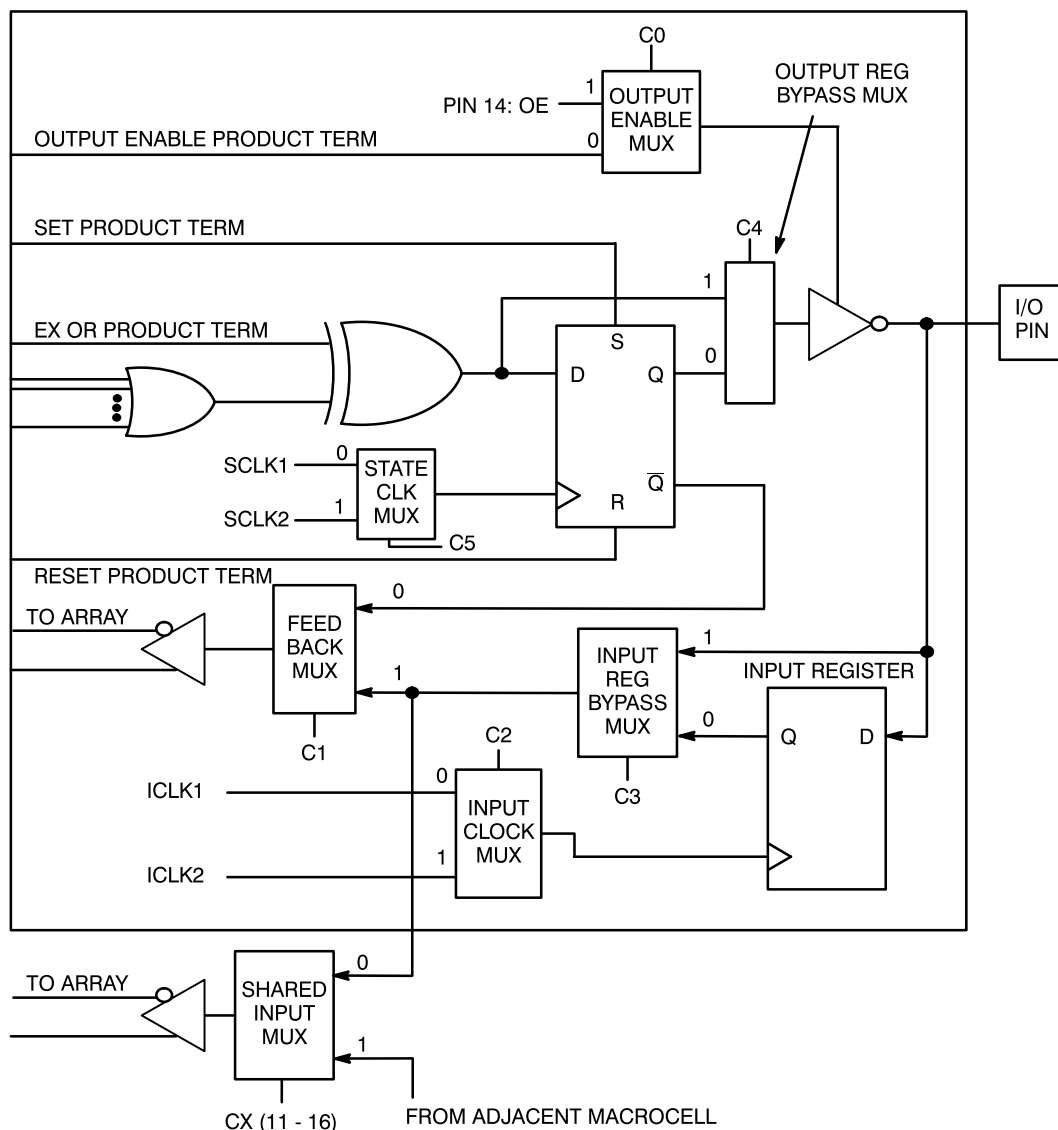 C0
OUTPUT REG
BYPASS MUX
1
PIN 14: OE
OUTPUT
ENABLE
MUX
0
OUTPUT ENABLE PRODUCT TERM
SET PRODUCT TERM
C4
1
I/O
PIN
EX OR PRODUCT TERM
S
0
D
Q
SCLK1
0
STATE
CLK
MUX
Q
1
R
SCLK2
C5
RESET PRODUCT TERM
0
TO ARRAY
FEED
BACK
MUX
1
INPUT
REG
BYPASS
MUX
1
INPUT REGISTER
0
Q
D
C1
C2
C3
ICLK1
0
INPUT
CLOCK
MUX
1
ICLK2
TO ARRAY
0
SHARED
INPUT
MUX
1
CX (11 - 16)
FROM ADJACENT MACROCELL